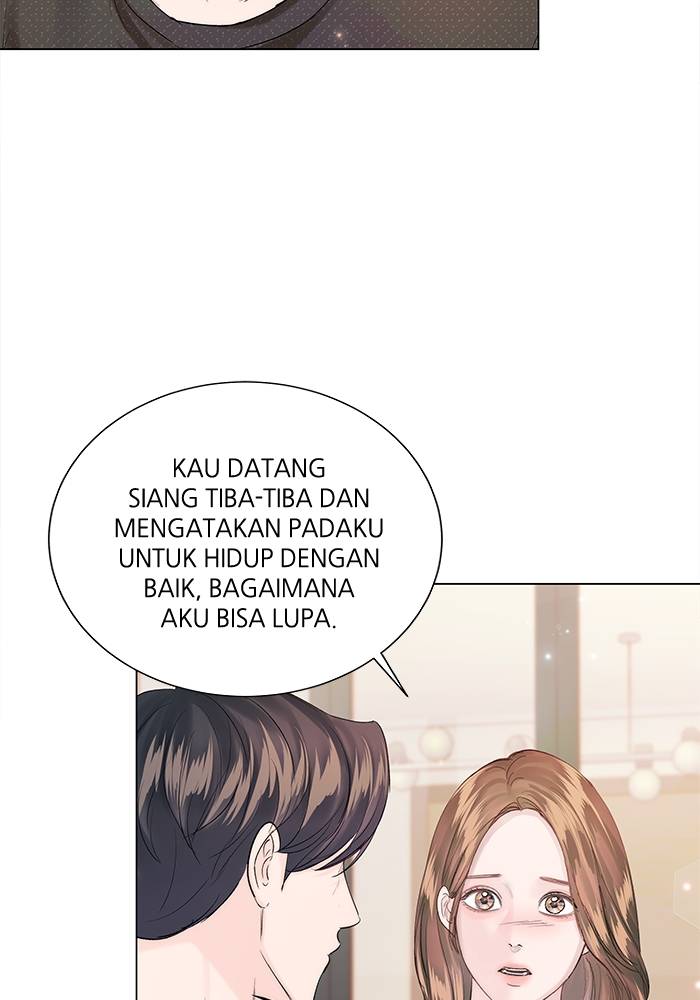 KAU DATANG
SIANG TIBA-TIBA DAN
MENGATAKAN PADAKU
UNTUK HIDUP DENGAN
BAIK, BAGAIMANA
AKU BISA LUPA.